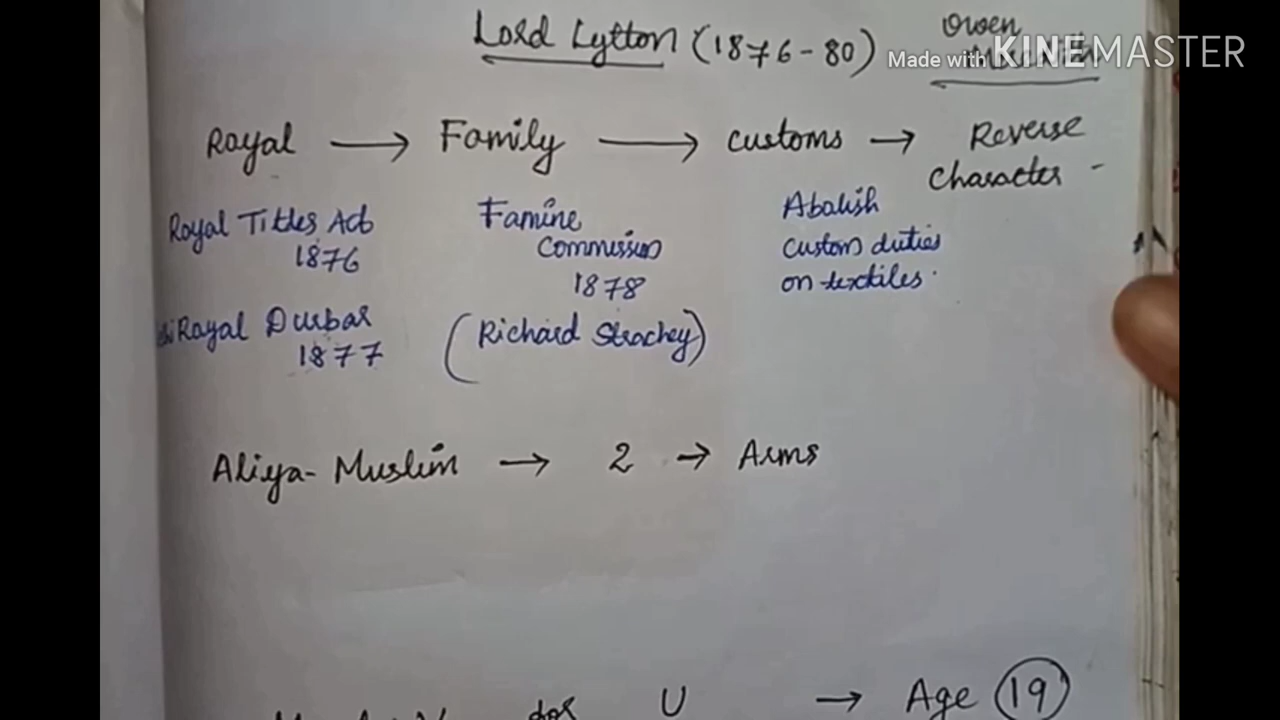 Lord Lytton (1876-80) Owen
Made with KINEMASTER
Royal → Family → customs → Reverse
Character -
Royal Titles Act
1876
Famine
Commission
1878
(Richard Strachey)
Abolish
custom duties
on textiles.
Royal Durbar
1877
Aliya- Muslim → 2 → Arms
U → Age 19